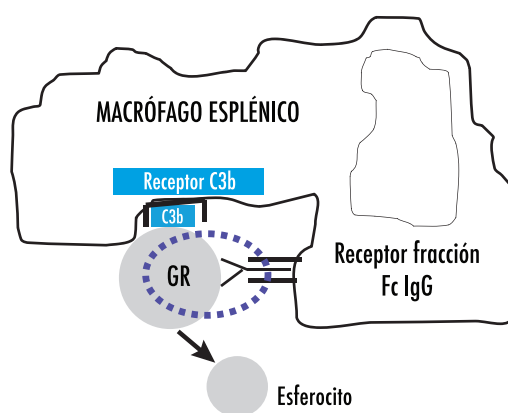 MACRÓFAGO ESPLÉNICO
Receptor C3b
C3b
GR
Receptor fracción
Fc IgG
Esferocito